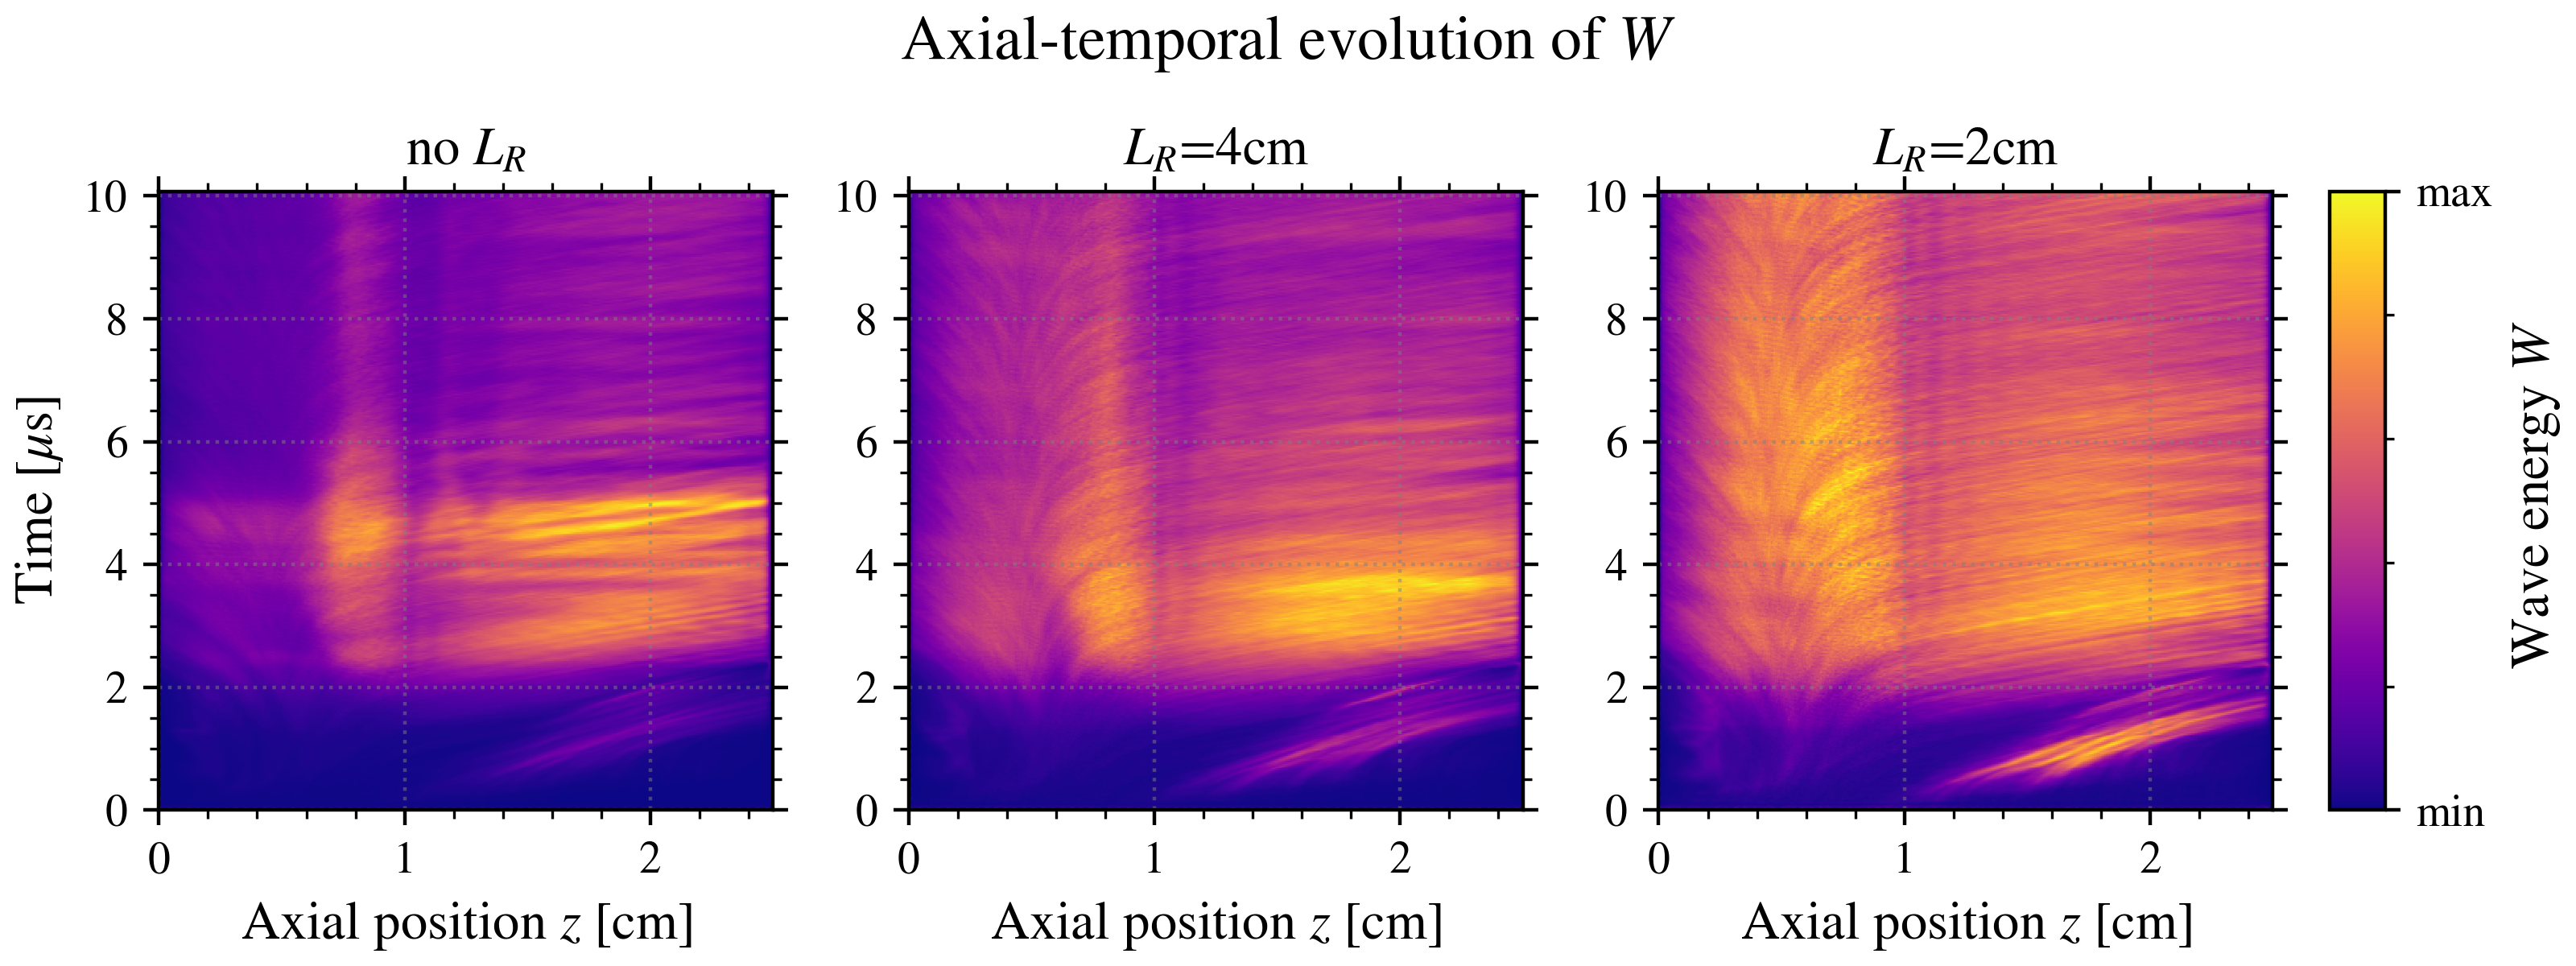 Axial-temporal evolution of W
no L_R
L_R=4cm
L_R=2cm
10
8
6
4
2
0
10
8
6
4
2
0
10
8
6
4
2
0
max
min
Time [μs]
Wave energy W
0 1 2
0 1 2
0 1 2
Axial position z [cm]
Axial position z [cm]
Axial position z [cm]